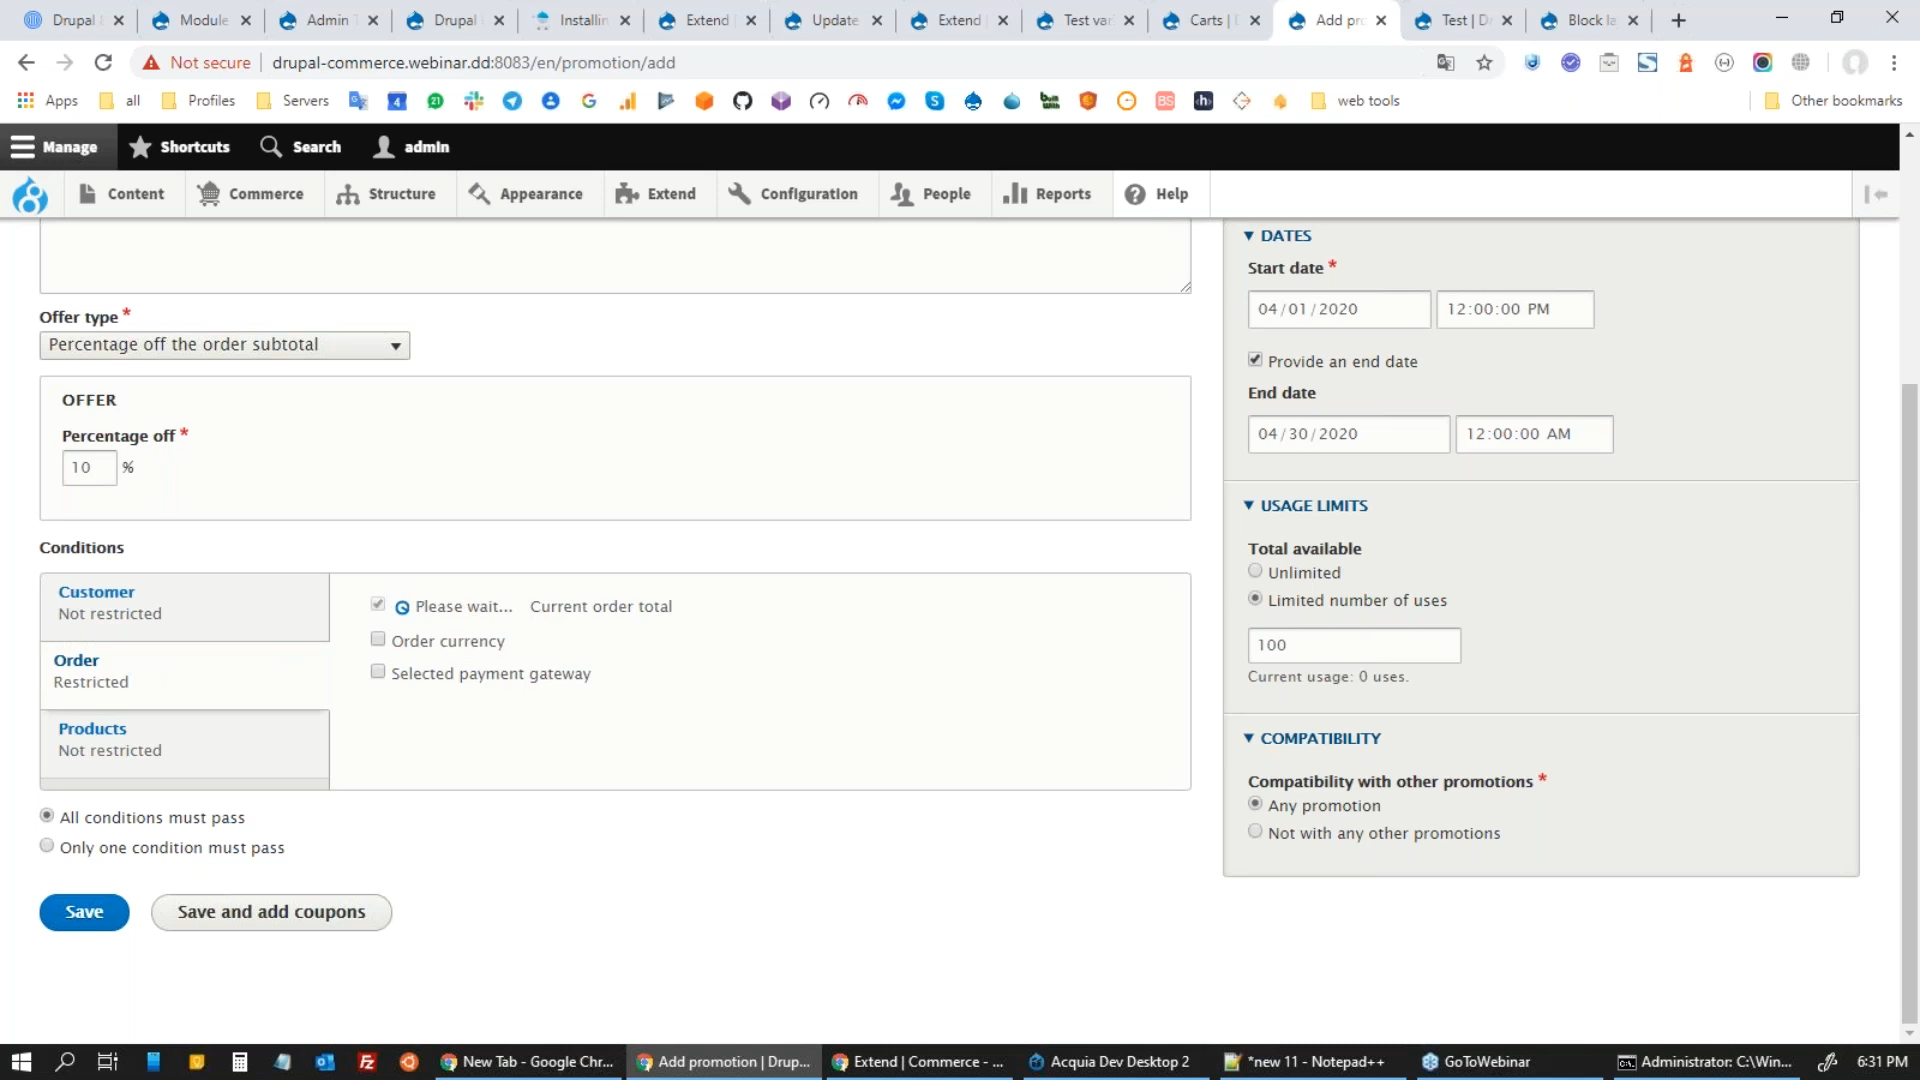 Drupal
Module
Admin T
Drupal
Installin
Extend
Update
Extend
Test var
Carts | D
Add pro
Test | Dr
Block la
Not secure | drupal-commerce.webinar.dd:8083/en/promotion/add
Apps all Profiles Servers web tools Other bookmarks
Manage Shortcuts Search admin
Content Commerce Structure Appearance Extend Configuration People Reports Help
Offer type *
Percentage off the order subtotal
OFFER
Percentage off *
10 %
Conditions
Customer
Not restricted
Order
Restricted
Products
Not restricted
Please wait... Current order total
Order currency
Selected payment gateway
All conditions must pass
Only one condition must pass
Save Save and add coupons
DATES
Start date *
04/01/2020 12:00:00 PM
Provide an end date
End date
04/30/2020 12:00:00 AM
USAGE LIMITS
Total available
Unlimited
Limited number of uses
100
Current usage: 0 uses.
COMPATIBILITY
Compatibility with other promotions *
Any promotion
Not with any other promotions
New Tab - Google Chr... Add promotion | Drup... Extend | Commerce - ... Acquia Dev Desktop 2 *new 11 - Notepad++ GoToWebinar Administrator: C:\Win... 6:31 PM